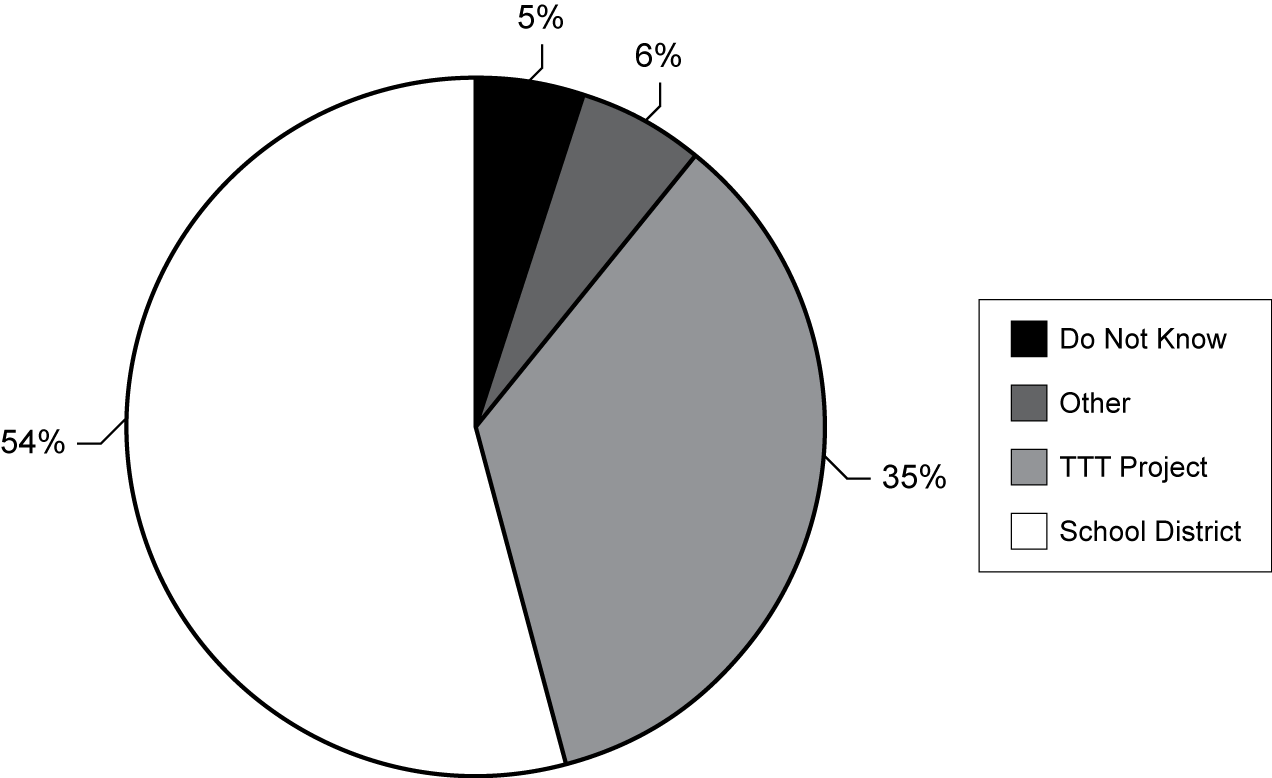 5%
6%
54%
35%
Do Not Know
Other
TTT Project
School District